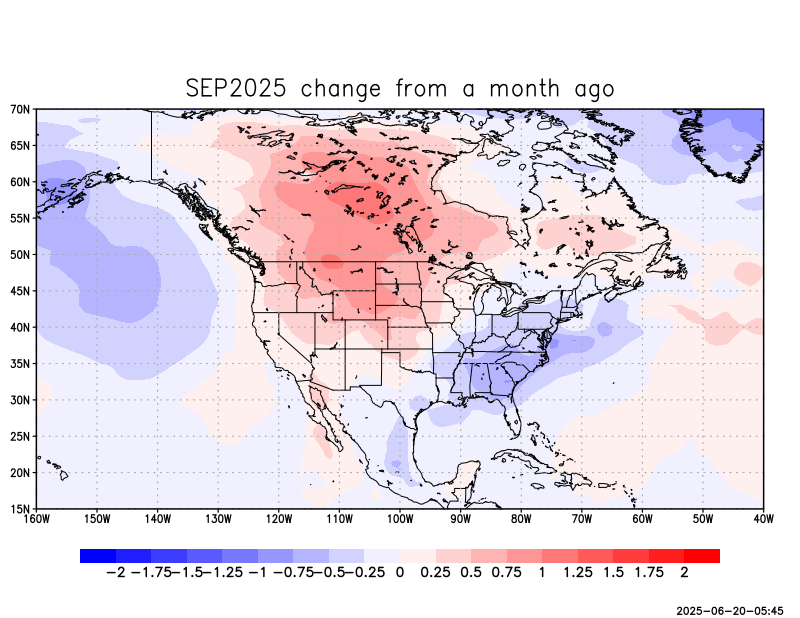 SEP2025 change from a month ago
70N
65N
60N
55N
50N
45N
40N
35N
30N
25N
20N
15N
160W 150W 140W 130W 120W 110W 100W 90W 80W 70W 60W 50W 40W
−2 −1.75 −1.5 −1.25 −1 −0.75 −0.5 −0.25 0 0.25 0.5 0.75 1 1.25 1.5 1.75 2
2025−06−20−05:45